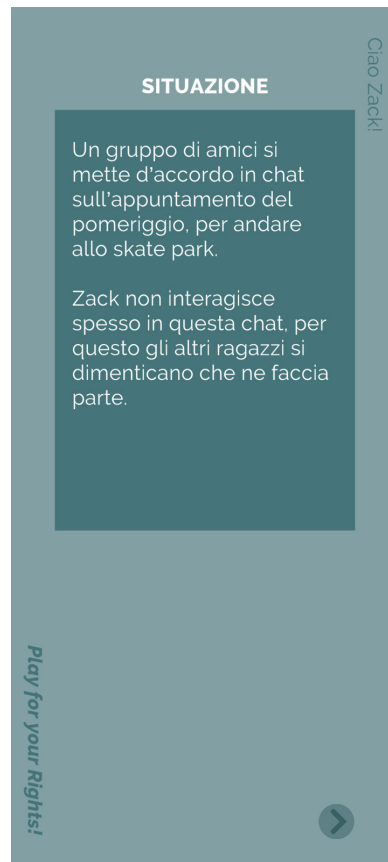 Ciao Zack!
SITUAZIONE
Un gruppo di amici si
mette d'accordo in chat
sull'appuntamento del
pomeriggio, per andare
allo skate park.
Zack non interagisce
spesso in questa chat, per
questo gli altri ragazzi si
dimenticano che ne faccia
parte.
Play for your Rights!